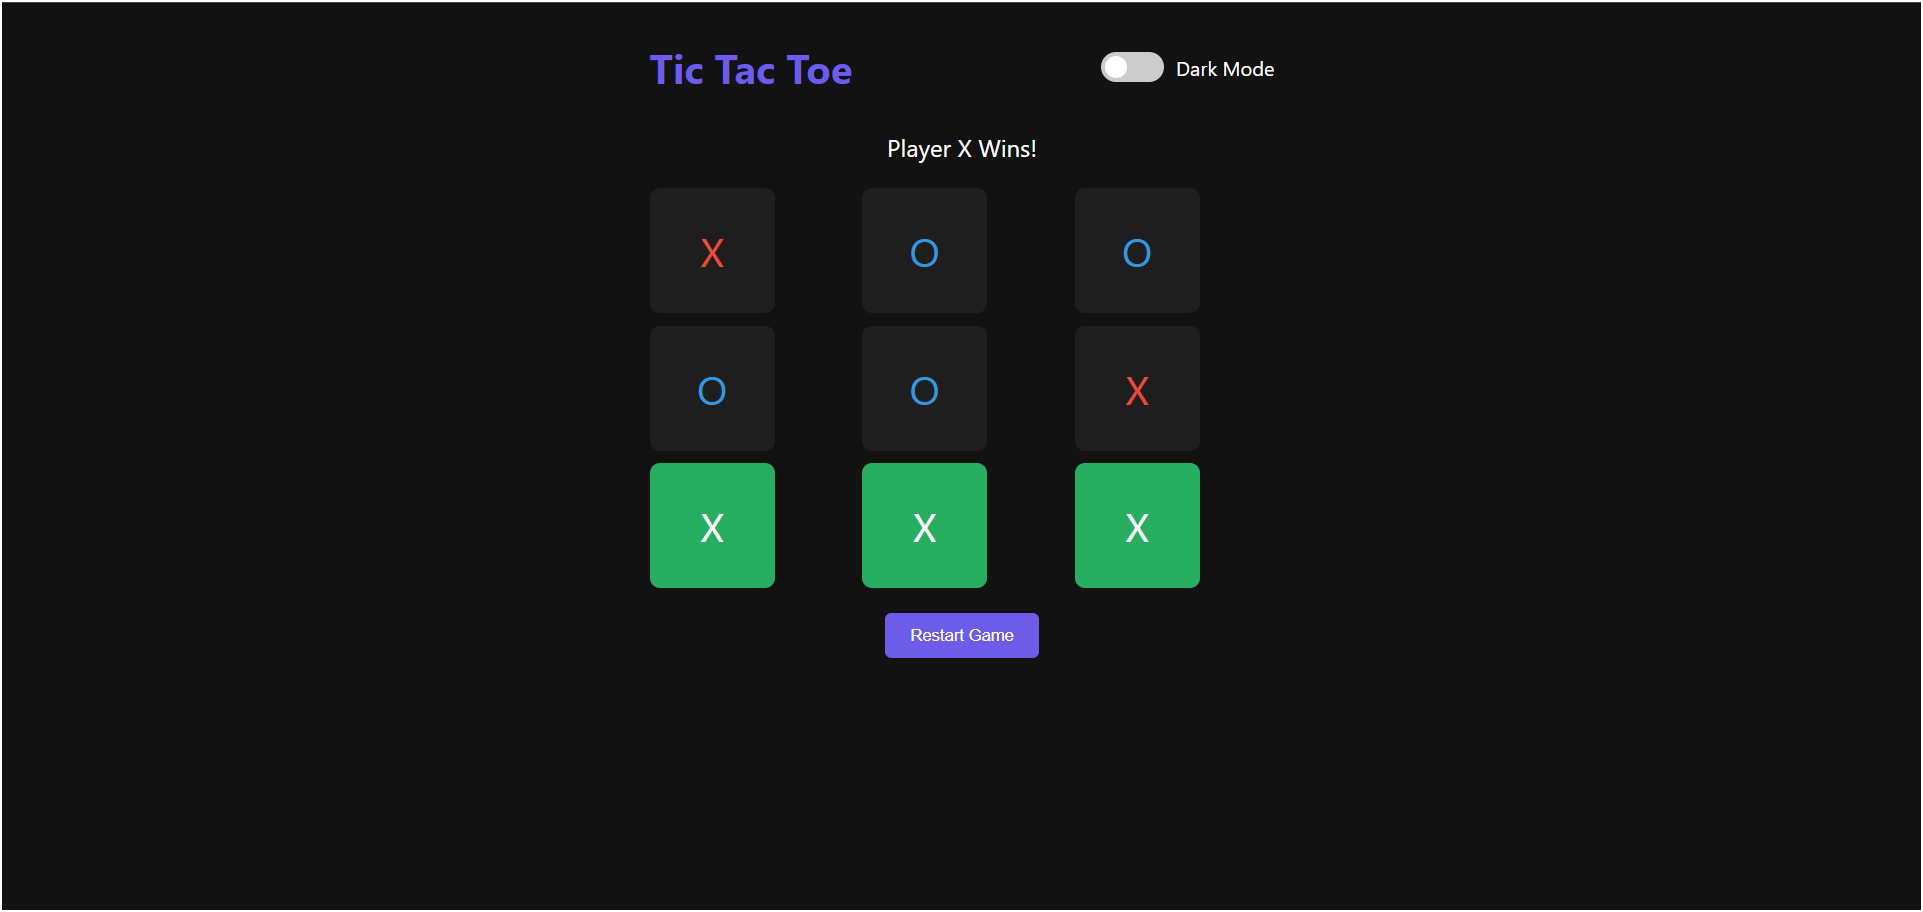 Tic Tac Toe
Dark Mode
Player X Wins!
X O O
O O X
X X X
Restart Game